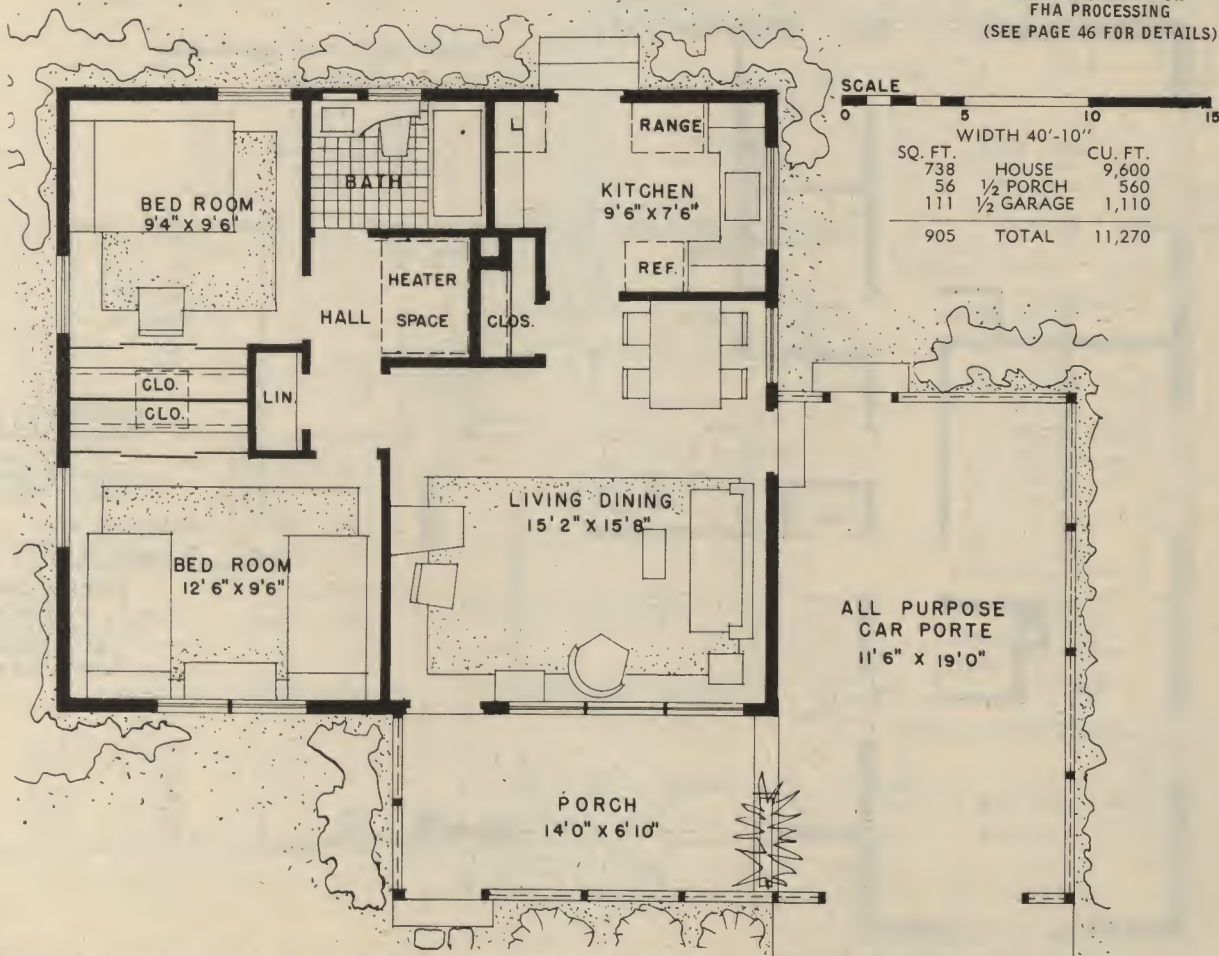 FHA PROCESSING
(SEE PAGE 46 FOR DETAILS)
SCALE
0 5 10 15
WIDTH 40'-10"
SQ. FT. CU. FT.
738 HOUSE 9,600
56 1/2 PORCH 560
111 1/2 GARAGE 1,110
905 TOTAL 11,270
BED ROOM
9'4" X 9'6"
BATH
L
RANGE
KITCHEN
9'6" X 7'6"
REF.
HALL
HEATER
SPACE
CLOS.
CLO.
CLO.
LIN.
LIVING DINING
15'2" X 15'8"
BED ROOM
12'6" X 9'6"
ALL PURPOSE
CAR PORTE
11'6" X 19'0"
PORCH
14'0" X 6'10"